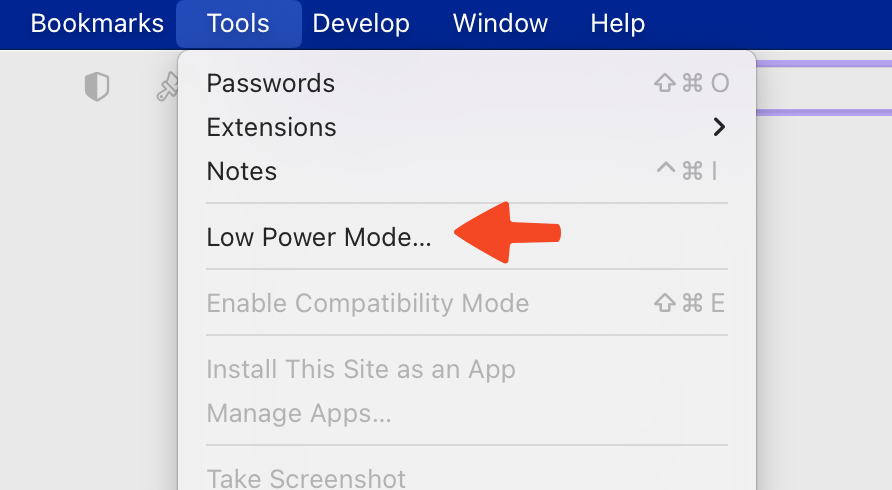 Bookmarks Tools Develop Window Help
Passwords ⇧⌘O
Extensions
Notes ^⌘I
Low Power Mode...
Enable Compatibility Mode ⇧⌘E
Install This Site as an App
Manage Apps...
Take Screenshot